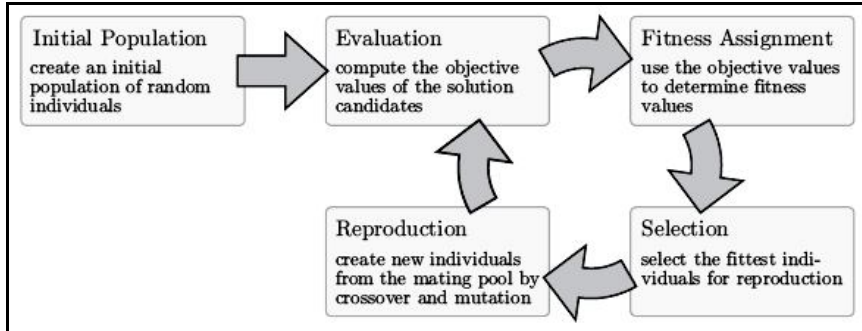 Initial Population
create an initial
population of random
individuals
Evaluation
compute the objective
values of the solution
candidates
Fitness Assignment
use the objective values
to determine fitness
values
Reproduction
create new individuals
from the mating pool by
crossover and mutation
Selection
select the fittest indi-
viduals for reproduction